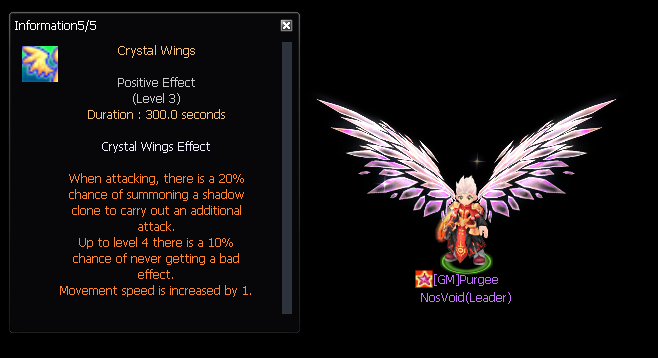 Information5/5
Crystal Wings
Positive Effect
(Level 3)
Duration : 300.0 seconds
Crystal Wings Effect
When attacking, there is a 20%
chance of summoning a shadow
clone to carry out an additional
attack.
Up to level 4 there is a 10%
chance of never getting a bad
effect.
Movement speed is increased by 1.
[GM]Purgee
NosVoid(Leader)